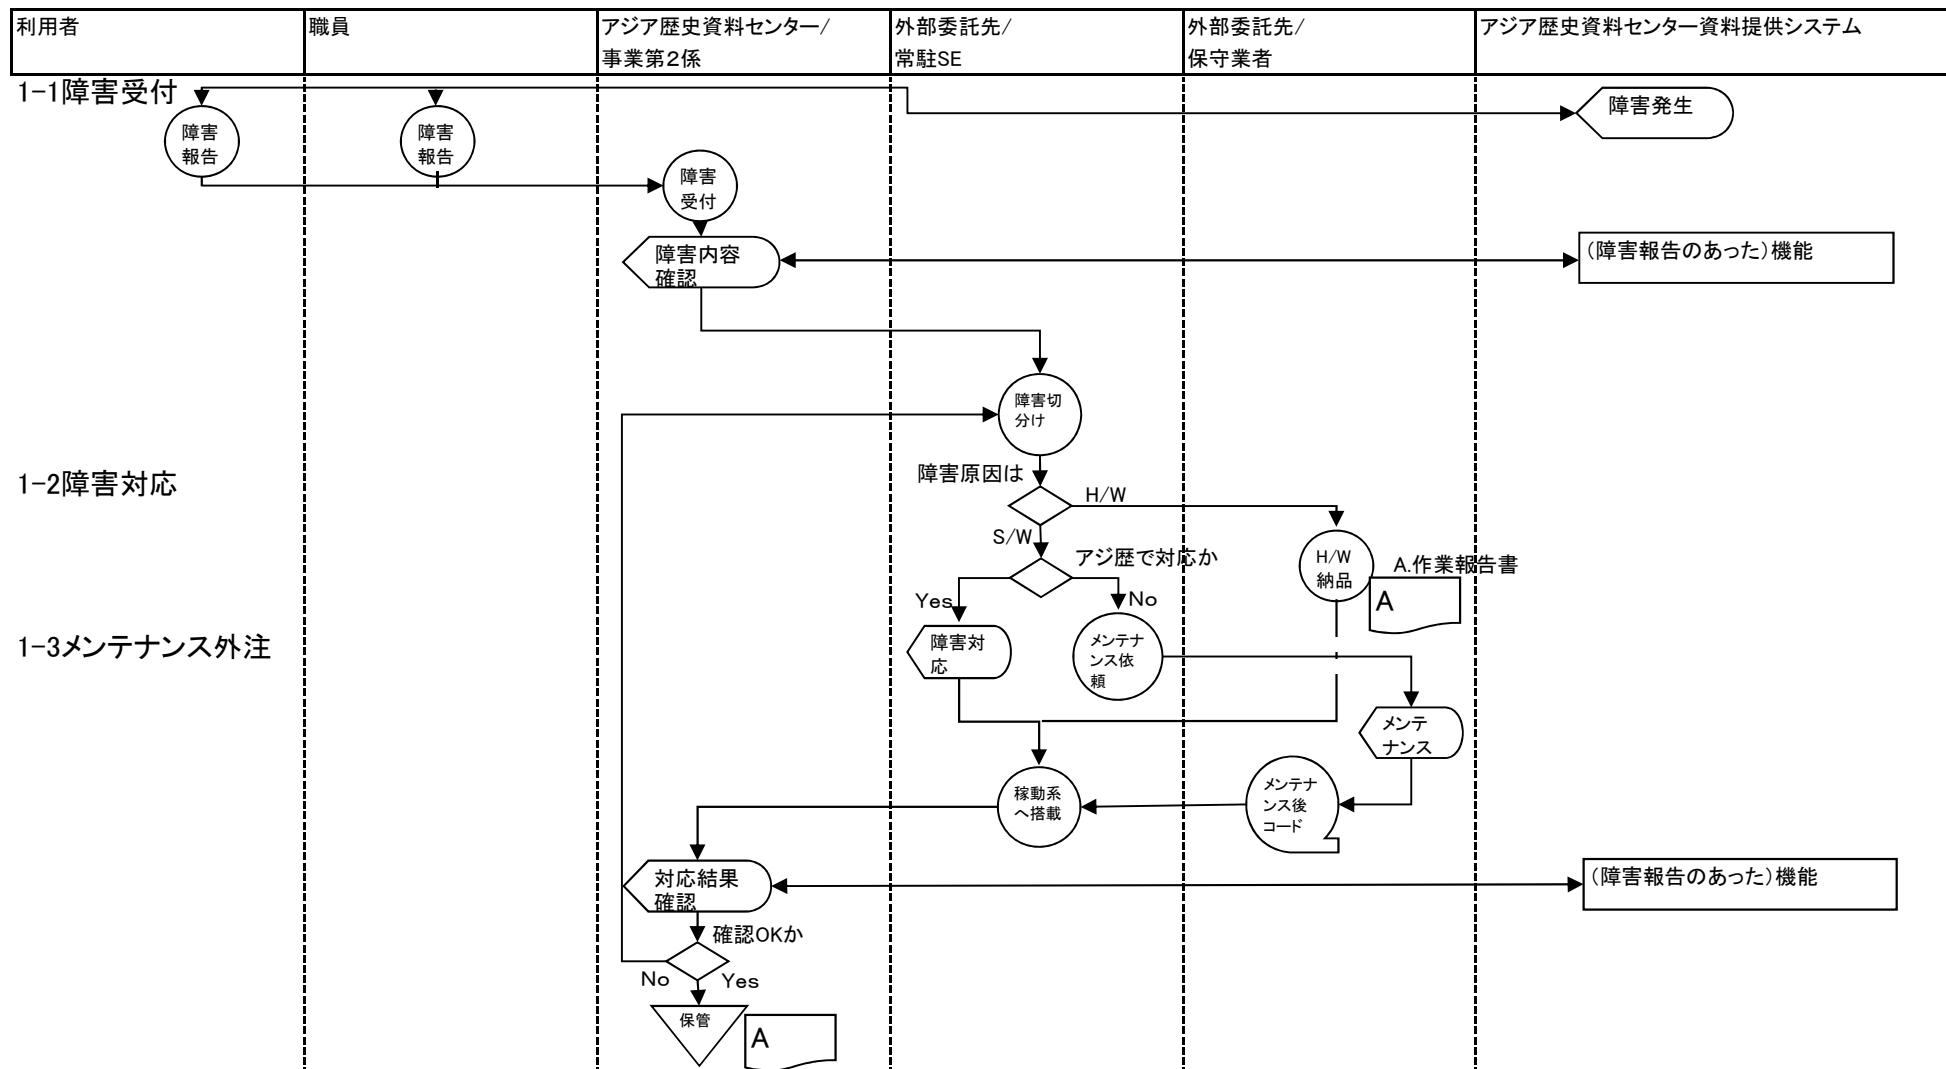 利用者
職員
アジア歴史資料センター/
事業第2係
外部委託先/
常駐SE
外部委託先/
保守業者
アジア歴史資料センター資料提供システム
1-1障害受付
障害発生
障害
報告
障害
報告
障害
受付
障害内容
確認
(障害報告のあった)機能
障害切
分け
1-2障害対応
障害原因は
H/W
S/W
アジ歴で対応か
H/W
納品
A.作業報告書
A
Yes
No
1-3メンテナンス外注
障害対
応
メンテナ
ンス依
頼
メンテ
ナンス
稼動系
へ搭載
メンテナ
ンス後
コード
対応結果
確認
(障害報告のあった)機能
確認OKか
No
Yes
保管
A